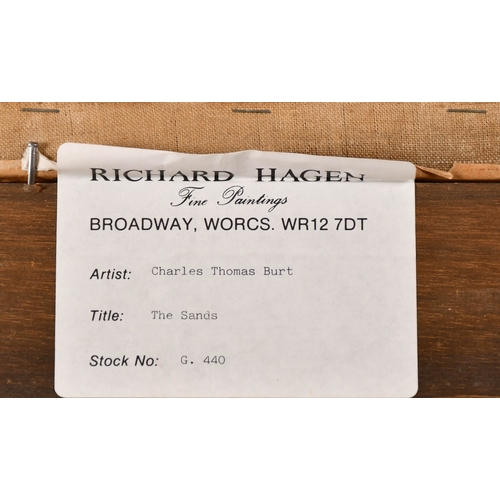 RICHARD HAGEN
Fine Paintings
BROADWAY, WORCS. WR12 7DT
Artist: Charles Thomas Burt
Title: The Sands
Stock No: G. 440